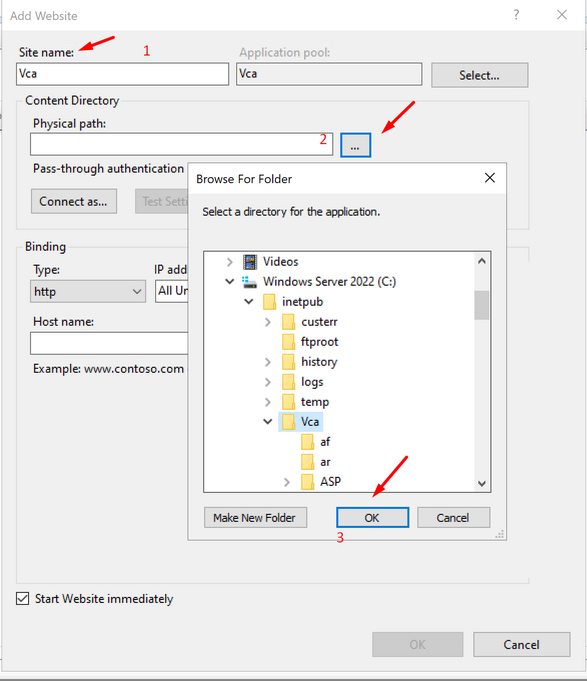 Add Website
?
Site name:
1
Application pool:
Vca
Vca
Select...
Content Directory
Physical path:
2
...
Pass-through authentication
Connect as...
Test Setti
Browse For Folder
Select a directory for the application.
Videos
Windows Server 2022 (C:)
inetpub
custerr
ftproot
history
logs
temp
Vca
af
ar
ASP
Make New Folder
OK
Cancel
3
Binding
Type:
IP add
http
All Un
Host name:
Example: www.contoso.com
Start Website immediately
OK
Cancel